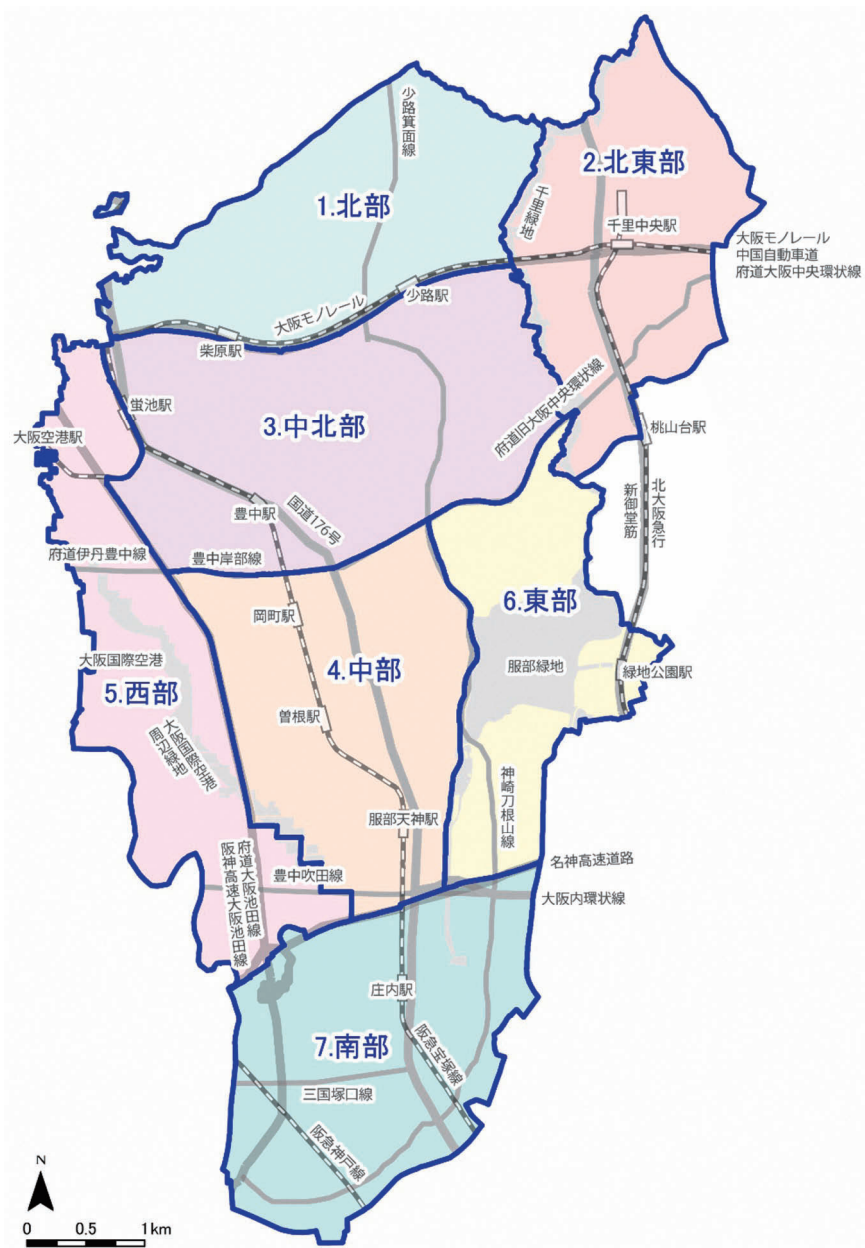 少路箕面線
2.北東部
1.北部
千里緑地
千里中央駅
大阪モノレール
中国自動車道
府道大阪中央環状線
大阪モノレール
少路駅
柴原駅
蛍池駅
3.中北部
府道旧大阪中央環状線
大阪空港駅
桃山台駅
豊中駅
国道176号
新御堂筋
北大阪急行
府道伊丹豊中線
豊中岸部線
岡町駅
6.東部
大阪国際空港
4.中部
服部緑地
緑地公園駅
5.西部
曽根駅
大阪国際空港
周辺緑地
神崎刀根山線
服部天神駅
府道大阪池田線
阪神高速大阪池田線
豊中吹田線
名神高速道路
大阪内環状線
庄内駅
7.南部
阪急宝塚線
三国塚口線
阪急神戸線
N
0 0.5 1km